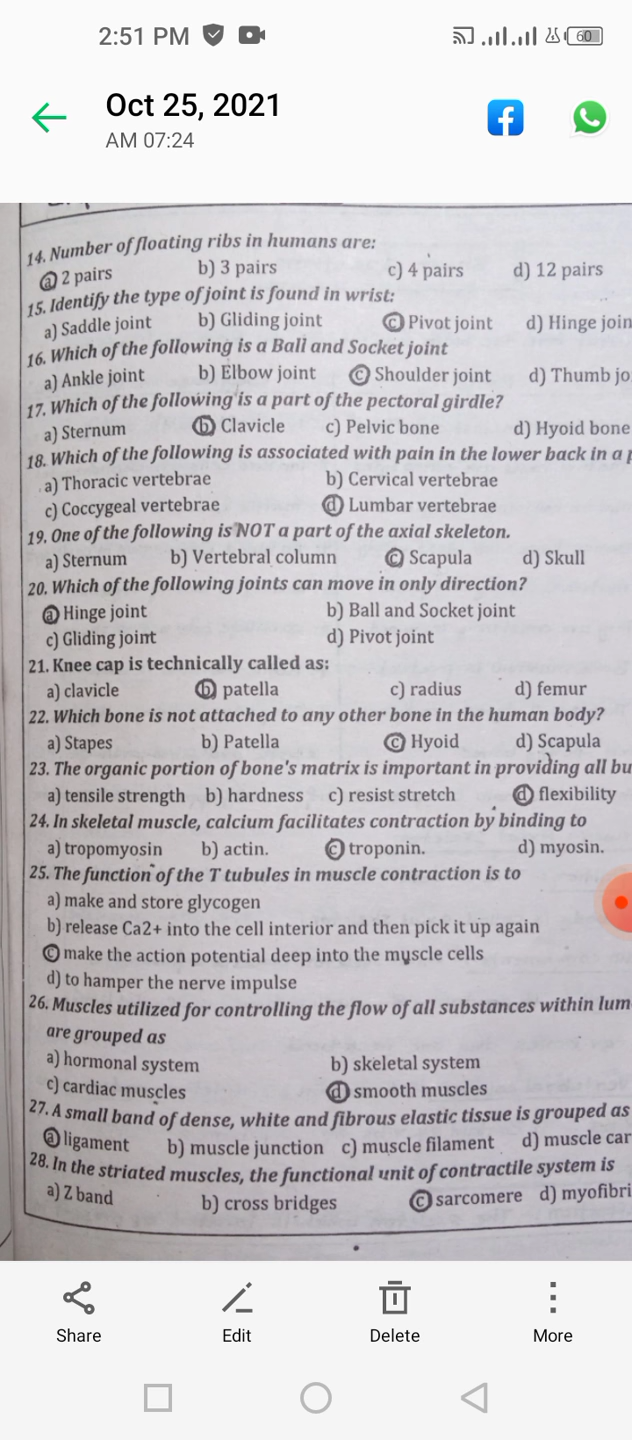 2:51 PM
60
Oct 25, 2021
AM 07:24
14. Number of floating ribs in humans are:
a) 2 pairs b) 3 pairs c) 4 pairs d) 12 pairs
15. Identify the type of joint is found in wrist:
a) Saddle joint b) Gliding joint c) Pivot joint d) Hinge join
16. Which of the following is a Ball and Socket joint
a) Ankle joint b) Elbow joint c) Shoulder joint d) Thumb jo
17. Which of the following is a part of the pectoral girdle?
a) Sternum b) Clavicle c) Pelvic bone d) Hyoid bone
18. Which of the following is associated with pain in the lower back in a p
a) Thoracic vertebrae b) Cervical vertebrae
c) Coccygeal vertebrae d) Lumbar vertebrae
19. One of the following is NOT a part of the axial skeleton.
a) Sternum b) Vertebral column c) Scapula d) Skull
20. Which of the following joints can move in only direction?
a) Hinge joint b) Ball and Socket joint
c) Gliding joint d) Pivot joint
21. Knee cap is technically called as:
a) clavicle b) patella c) radius d) femur
22. Which bone is not attached to any other bone in the human body?
a) Stapes b) Patella c) Hyoid d) Scapula
23. The organic portion of bone's matrix is important in providing all bu
a) tensile strength b) hardness c) resist stretch d) flexibility
24. In skeletal muscle, calcium facilitates contraction by binding to
a) tropomyosin b) actin. c) troponin. d) myosin.
25. The function of the T tubules in muscle contraction is to
a) make and store glycogen
b) release Ca2+ into the cell interior and then pick it up again
c) make the action potential deep into the muscle cells
d) to hamper the nerve impulse
26. Muscles utilized for controlling the flow of all substances within lum
are grouped as
a) hormonal system b) skeletal system
c) cardiac muscles d) smooth muscles
27. A small band of dense, white and fibrous elastic tissue is grouped as
a) ligament b) muscle junction c) muscle filament d) muscle car
28. In the striated muscles, the functional unit of contractile system is
a) Z band b) cross bridges c) sarcomere d) myofibri
Share Edit Delete More